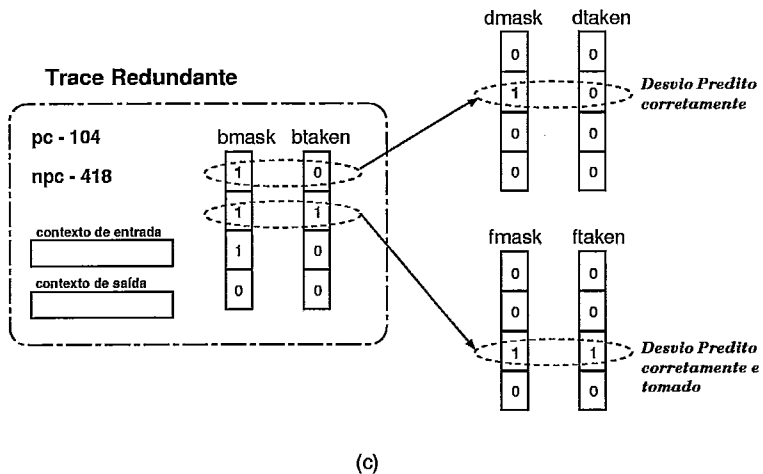 Trace Redundante
pc - 104
npc - 418
contexto de entrada
contexto de saída
bmask btaken
1 0
1 1
1 0
0 0
dmask dtaken
0 0
1 0
0 0
0 0
Desvio Predito
corretamente
fmask ftaken
0 0
0 0
1 1
0 0
Desvio Predito
corretamente e
tomado
(c)